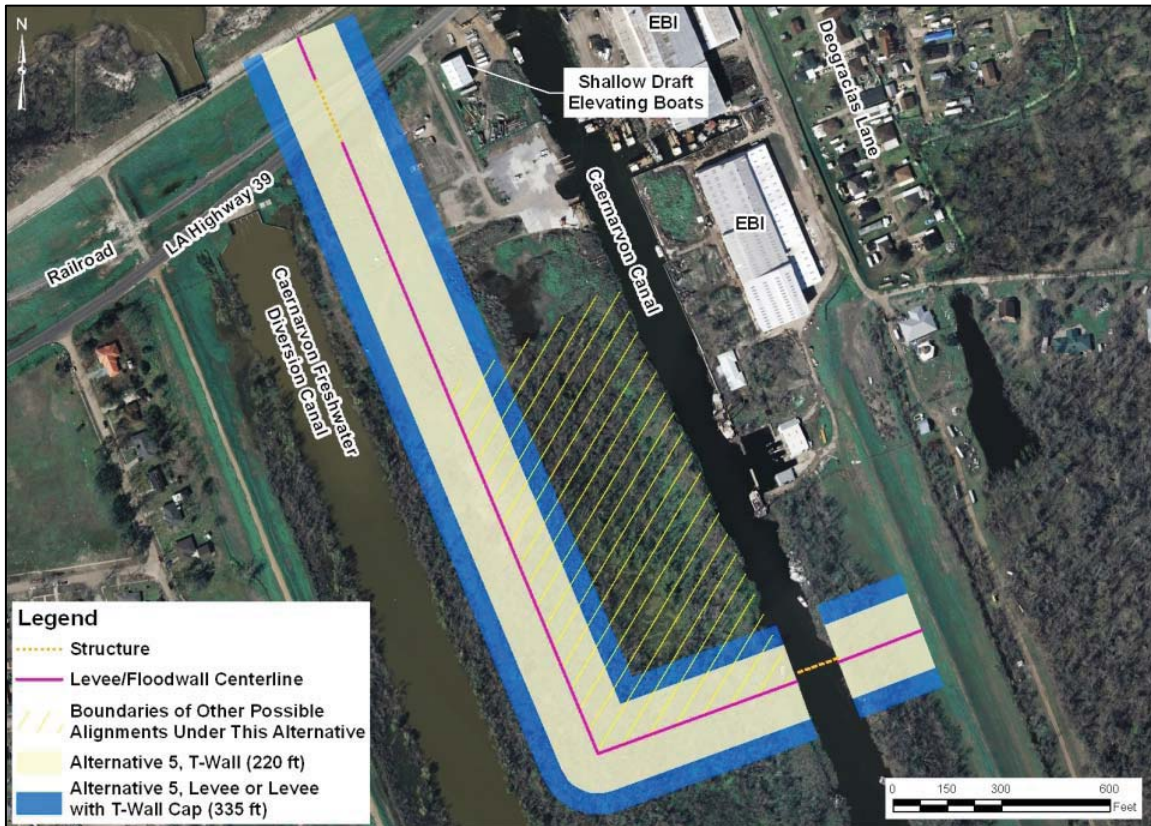 N
EBI
Shallow Draft
Elevating Boats
Deogracias Lane
Railroad
LA Highway 39
Caernarvon Freshwater
Diversion Canal
Caernarvon Canal
EBI
Legend
Structure
Levee/Floodwall Centerline
Boundaries of Other Possible
Alignments Under This Alternative
Alternative 5, T-Wall (220 ft)
Alternative 5, Levee or Levee
with T-Wall Cap (335 ft)
0 150 300 600
Feet